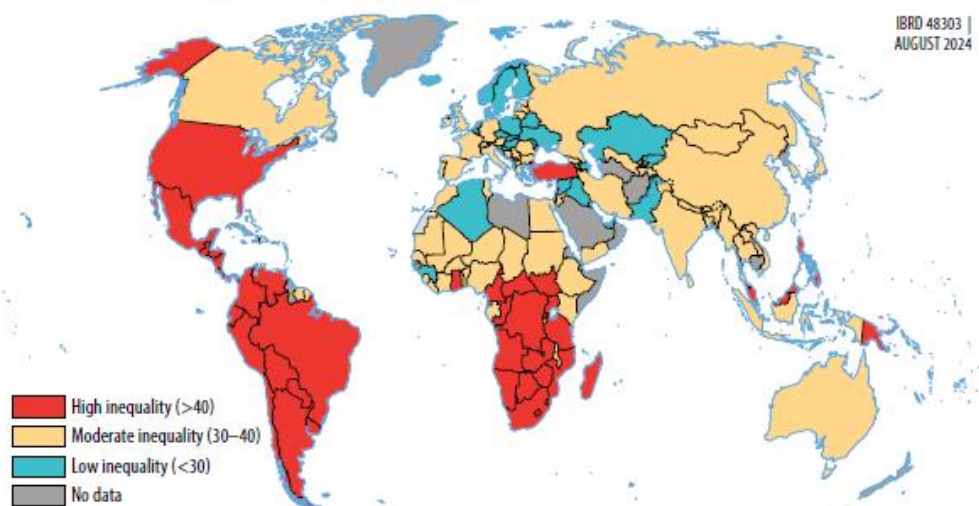 IBRD 48303 |
AUGUST 2024
High inequality (>40)
Moderate inequality (30–40)
Low inequality (<30)
No data